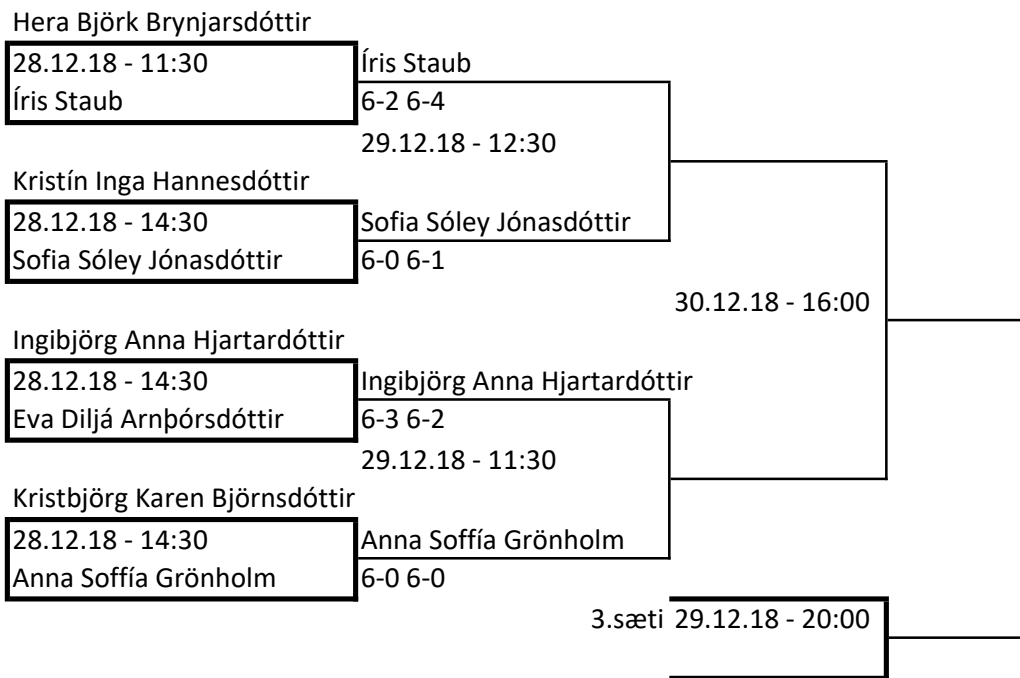 Hera Björk Brynjarsdóttir
28.12.18 - 11:30
Íris Staub
Íris Staub
6-2 6-4
29.12.18 - 12:30
Kristín Inga Hannesdóttir
28.12.18 - 14:30
Sofia Sóley Jónasdóttir
Sofia Sóley Jónasdóttir
6-0 6-1
30.12.18 - 16:00
Ingibjörg Anna Hjartardóttir
28.12.18 - 14:30
Ingibjörg Anna Hjartardóttir
Eva Diljá Arnþórsdóttir
6-3 6-2
29.12.18 - 11:30
Kristbjörg Karen Björnsdóttir
28.12.18 - 14:30
Anna Soffía Grönholm
Anna Soffía Grönholm
6-0 6-0
3.sæti 29.12.18 - 20:00